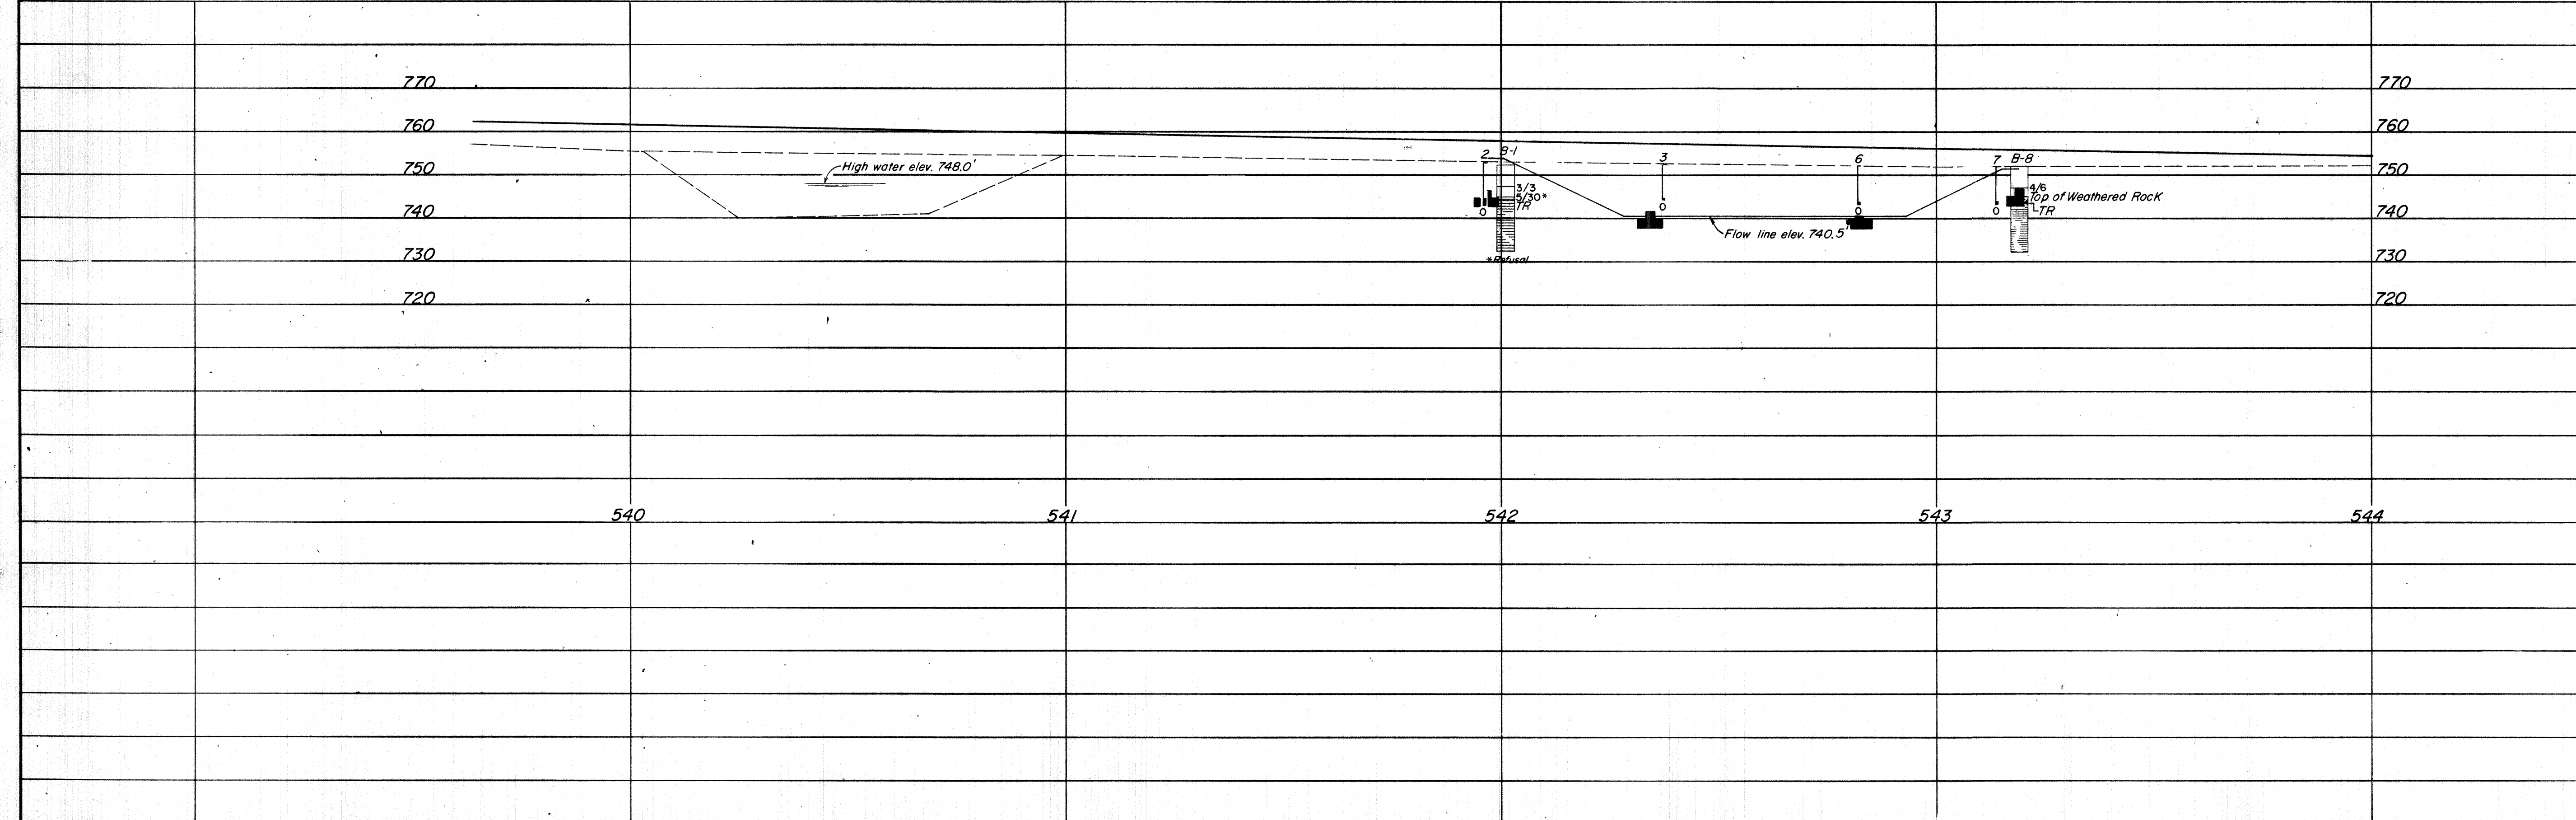 770 770
760 760
2 B-1 3 6 7 B-8
High water elev. 748.0'
750 750
3/3 4/6
5/30* Top of Weathered Rock
TR
0 0 0 0
TR
740 740
Flow line elev. 740.5'
730 730
*Refusal
720 720
540 541 542 543 544